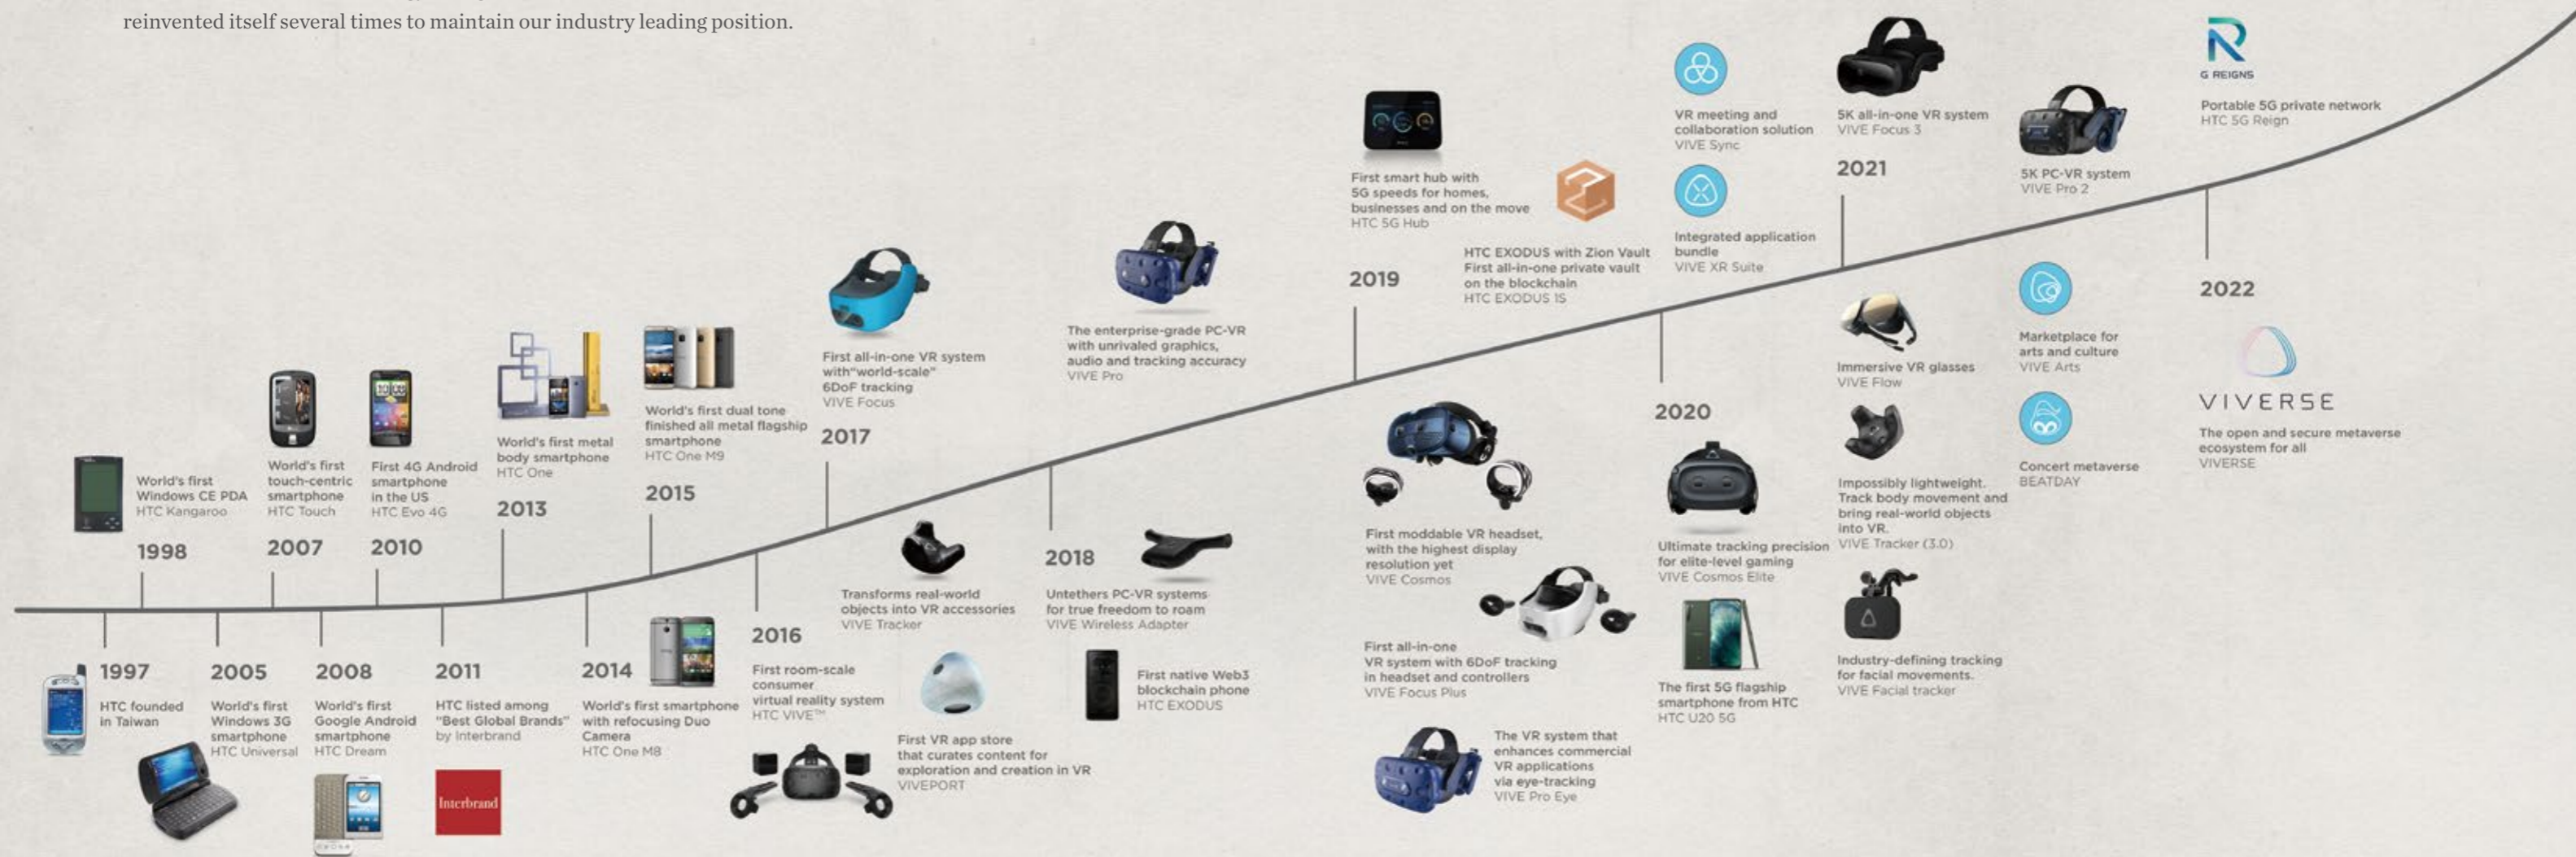 reinvented itself several times to maintain our industry leading position.
World's first
Windows CE PDA
HTC Kangaroo
1998
World's first
touch-centric
smartphone
HTC Touch
2007
First 4G Android
smartphone
in the US
HTC Evo 4G
2010
World's first metal
body smartphone
HTC One
2013
World's first dual tone
finished all metal flagship
smartphone
HTC One M9
2015
First all-in-one VR system
with"world-scale"
6DoF tracking
VIVE Focus
2017
The enterprise-grade PC-VR
with unrivaled graphics,
audio and tracking accuracy
VIVE Pro
First smart hub with
5G speeds for homes,
businesses and on the move
HTC 5G Hub
2019
HTC EXODUS with Zion Vault
First all-in-one private vault
on the blockchain
HTC EXODUS 1S
VR meeting and
collaboration solution
VIVE Sync
Integrated application
bundle
VIVE XR Suite
5K all-in-one VR system
VIVE Focus 3
2021
5K PC-VR system
VIVE Pro 2
G REIGNS
Portable 5G private network
HTC 5G Reign
1997
HTC founded
in Taiwan
2005
World's first
Windows 3G
smartphone
HTC Universal
2008
World's first
Google Android
smartphone
HTC Dream
2011
HTC listed among
"Best Global Brands"
by Interbrand
Interbrand
2014
World's first smartphone
with refocusing Duo
Camera
HTC One M8
2016
First room-scale
consumer
virtual reality system
HTC VIVE™
Transforms real-world
objects into VR accessories
VIVE Tracker
First VR app store
that curates content for
exploration and creation in VR
VIVEPORT
2018
Untethers PC-VR systems
for true freedom to roam
VIVE Wireless Adapter
First native Web3
blockchain phone
HTC EXODUS
First moddable VR headset,
with the highest display
resolution yet
VIVE Cosmos
First all-in-one
VR system with 6DoF tracking
in headset and controllers
VIVE Focus Plus
The VR system that
enhances commercial
VR applications
via eye-tracking
VIVE Pro Eye
2020
Ultimate tracking precision
for elite-level gaming
VIVE Cosmos Elite
The first 5G flagship
smartphone from HTC
HTC U20 5G
Immersive VR glasses
VIVE Flow
Impossibly lightweight.
Track body movement and
bring real-world objects
into VR.
VIVE Tracker (3.0)
Industry-defining tracking
for facial movements.
VIVE Facial tracker
Marketplace for
arts and culture
VIVE Arts
Concert metaverse
BEATDAY
2022
VIVERSE
The open and secure metaverse
ecosystem for all
VIVERSE